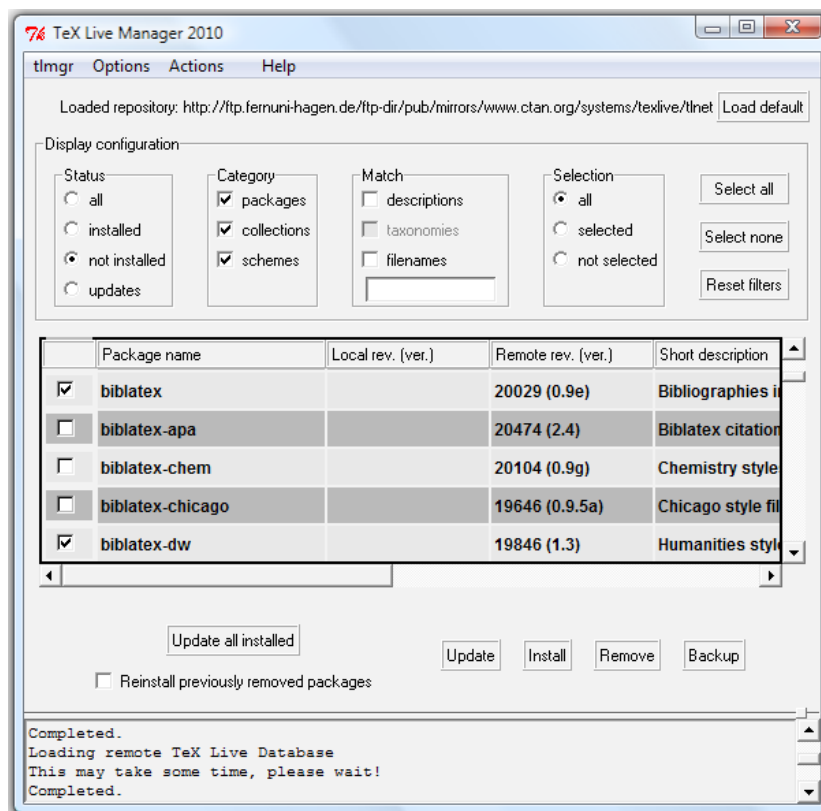 TeX Live Manager 2010
tlmgr Options Actions Help
Loaded repository: http://ftp.fernuni-hagen.de/ftp-dir/pub/mirrors/www.ctan.org/systems/texlive/tlnet Load default
Display configuration
Status Category Match Selection
all packages descriptions all Select all
installed collections taxonomies selected Select none
not installed schemes filenames not selected
updates Reset filters
Package name Local rev. (ver.) Remote rev. (ver.) Short description
biblatex 20029 (0.9e) Bibliographies i
biblatex-apa 20474 (2.4) Biblatex citation
biblatex-chem 20104 (0.9g) Chemistry style
biblatex-chicago 19646 (0.9.5a) Chicago style fil
biblatex-dw 19846 (1.3) Humanities styl
Update all installed Update Install Remove Backup
Reinstall previously removed packages
Completed.
Loading remote TeX Live Database
This may take some time, please wait!
Completed.